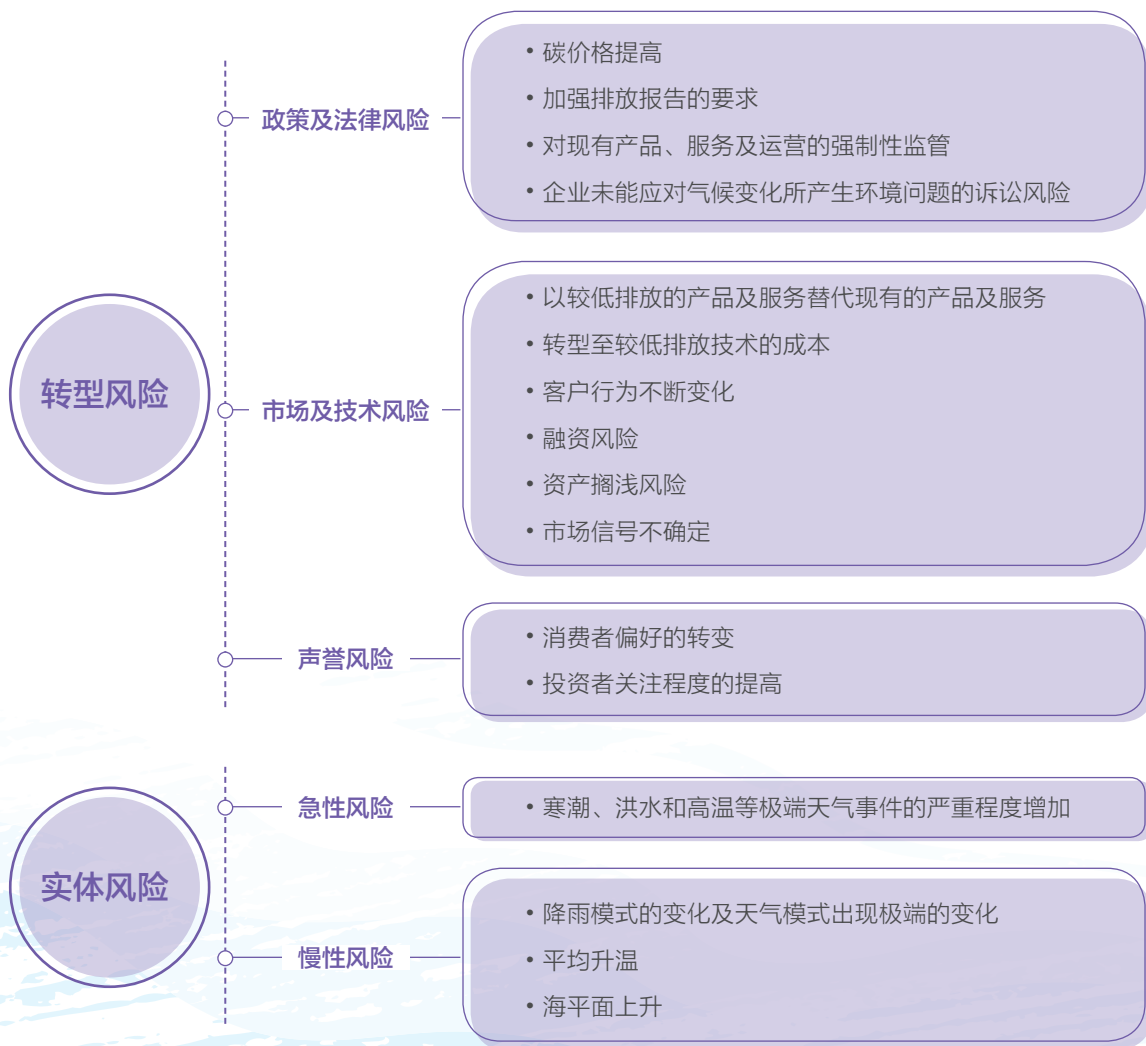 转型风险
政策及法律风险
• 碳价格提高
• 加强排放报告的要求
• 对现有产品、服务及运营的强制性监管
• 企业未能应对气候变化所产生环境问题的诉讼风险
市场及技术风险
• 以较低排放的产品及服务替代现有的产品及服务
• 转型至较低排放技术的成本
• 客户行为不断变化
• 融资风险
• 资产搁浅风险
• 市场信号不确定
声誉风险
• 消费者偏好的转变
• 投资者关注程度的提高
实体风险
急性风险
• 寒潮、洪水和高温等极端天气事件的严重程度增加
慢性风险
• 降雨模式的变化及天气模式出现极端的变化
• 平均升温
• 海平面上升